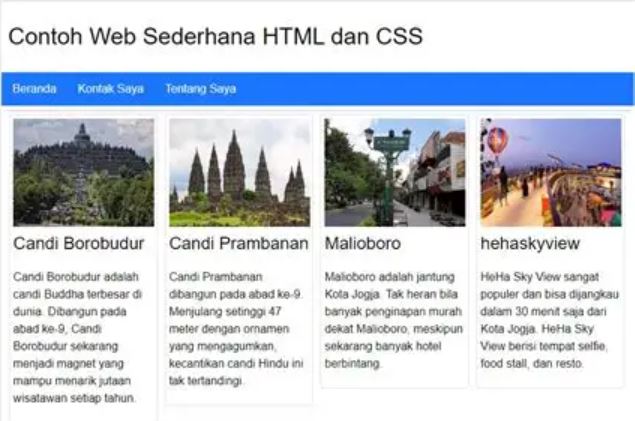 Contoh Web Sederhana HTML dan CSS
Beranda Kontak Saya Tentang Saya
Candi Borobudur
Candi Borobudur adalah
candi Buddha terbesar di
dunia. Dibangun pada
abad ke-9, Candi
Borobudur sekarang
menjadi magnet yang
mampu menarik jutaan
wisatawan setiap tahun.
Candi Prambanan
Candi Prambanan
dibangun pada abad ke-9.
Menjulang setinggi 47
meter dengan ornamen
yang mengagumkan,
kecantikan candi Hindu ini
tak tertandingi.
Malioboro
Malioboro adalah jantung
Kota Jogja. Tak heran bila
banyak penginapan murah
dekat Malioboro, meskipun
sekarang banyak hotel
berbintang.
hehaskyview
HeHa Sky View sangat
populer dan bisa dijangkau
dalam 30 menit saja dari
Kota Jogja. HeHa Sky
View berisi tempat selfie,
food stall, dan resto.